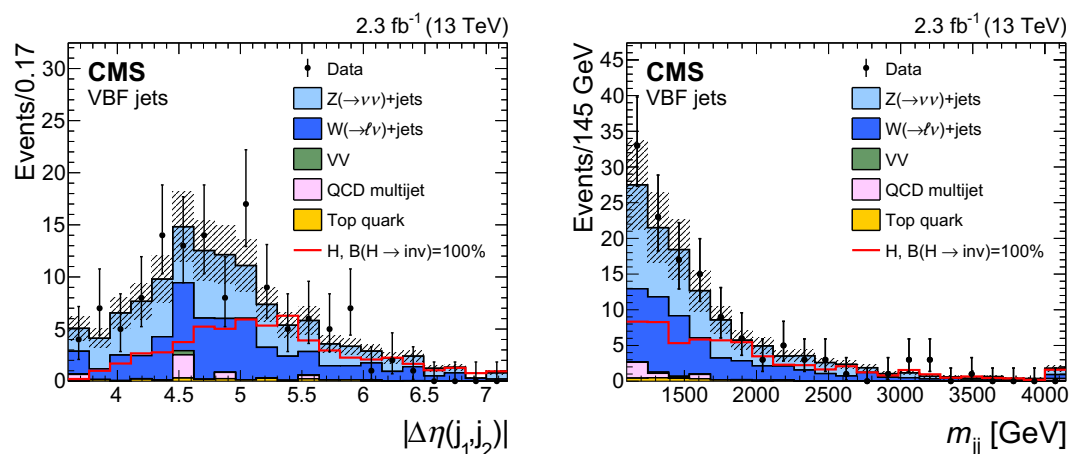 2.3 fb⁻¹ (13 TeV)
Events/0.17
30
25
20
15
10
5
0
CMS
VBF jets
Data
Z(→νν)+jets
W(→ℓν)+jets
VV
QCD multijet
Top quark
H, B(H → inv)=100%
4 4.5 5 5.5 6 6.5 7
|Δη(j₁,j₂)|
2.3 fb⁻¹ (13 TeV)
Events/145 GeV
45
40
35
30
25
20
15
10
5
0
CMS
VBF jets
Data
Z(→νν)+jets
W(→ℓν)+jets
VV
QCD multijet
Top quark
H, B(H → inv)=100%
1500 2000 2500 3000 3500 4000
m_jj [GeV]